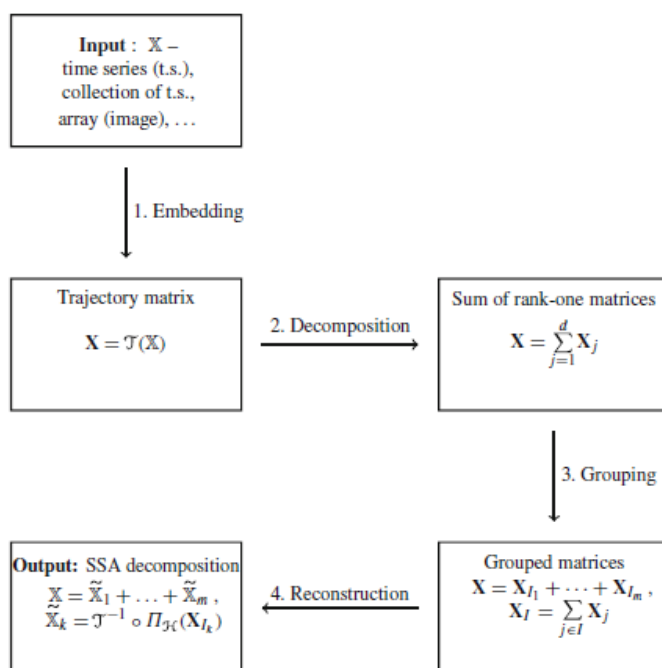 Input : 𝕏 –
time series (t.s.),
collection of t.s.,
array (image), …
1. Embedding
Trajectory matrix
𝐗 = 𝒯(𝕏)
2. Decomposition
Sum of rank-one matrices
𝐗 = ∑_{j=1}^{d} 𝐗_j
3. Grouping
Grouped matrices
𝐗 = 𝐗_{I_1} + … + 𝐗_{I_m} ,
𝐗_I = ∑_{j∈I} 𝐗_j
4. Reconstruction
Output: SSA decomposition
𝕏 = 𝕏̃_1 + … + 𝕏̃_m ,
𝕏̃_k = 𝒯^{−1} ∘ Π_ℋ(𝐗_{I_k})